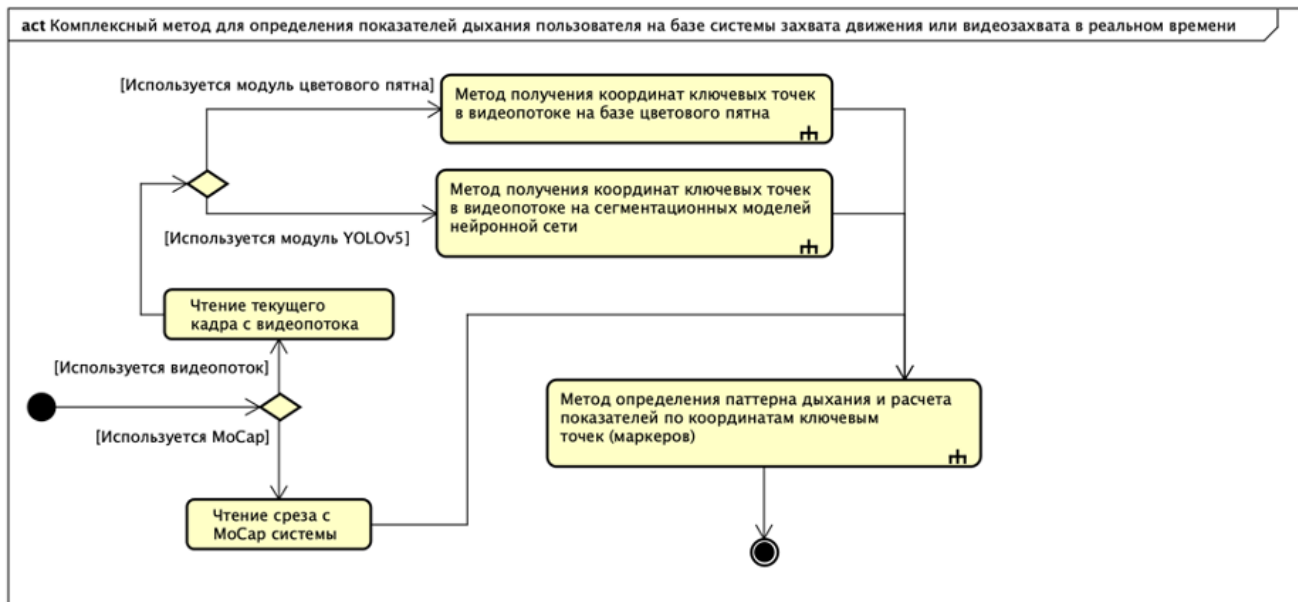 act Комплексный метод для определения показателей дыхания пользователя на базе системы захвата движения или видеозахвата в реальном времени
[Используется модуль цветового пятна]
Метод получения координат ключевых точек
в видеопотоке на базе цветового пятна
Метод получения координат ключевых точек
в видеопотоке на сегментационных моделей
нейронной сети
[Используется модуль YOLOv5]
Чтение текущего
кадра с видеопотока
[Используется видеопоток]
[Используется MoCap]
Метод определения паттерна дыхания и расчета
показателей по координатам ключевым
точек (маркеров)
Чтение среза с
MoCap системы